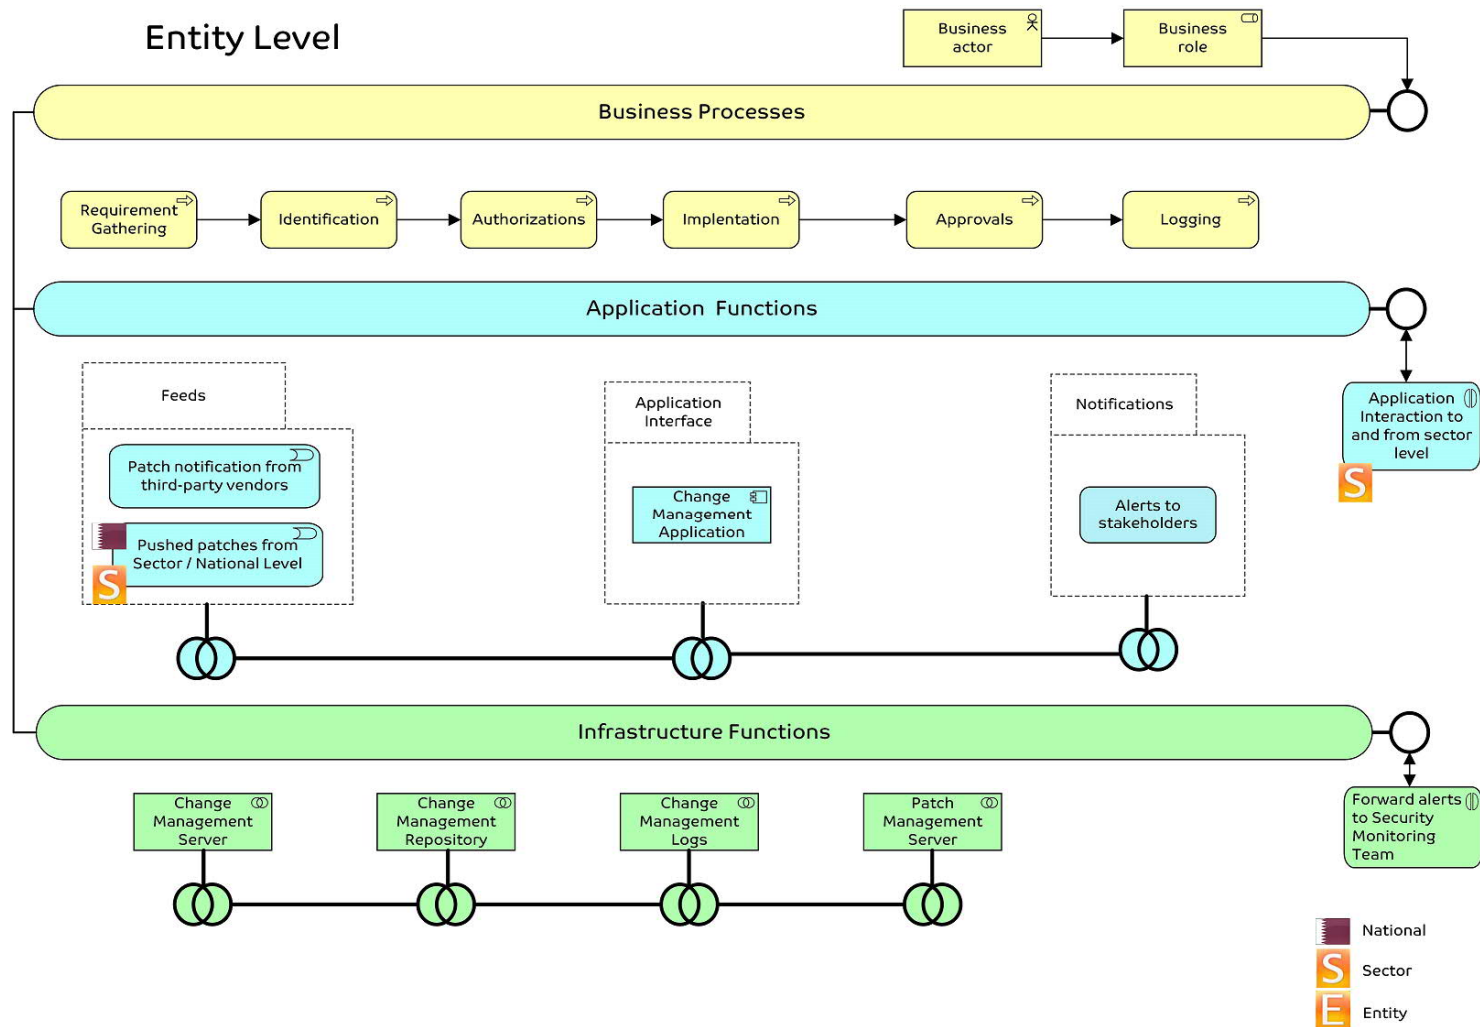 Entity Level
Business
actor
Business
role
Business Processes
Requirement
Gathering
Identification
Authorizations
Implentation
Approvals
Logging
Application Functions
Feeds
Patch notification from
third-party vendors
Pushed patches from
Sector / National Level
S
Application
Interface
Change
Management
Application
Notifications
Alerts to
stakeholders
Application
Interaction to
and from sector
level
S
Infrastructure Functions
Change
Management
Server
Change
Management
Repository
Change
Management
Logs
Patch
Management
Server
Forward alerts
to Security
Monitoring
Team
National
S Sector
E Entity